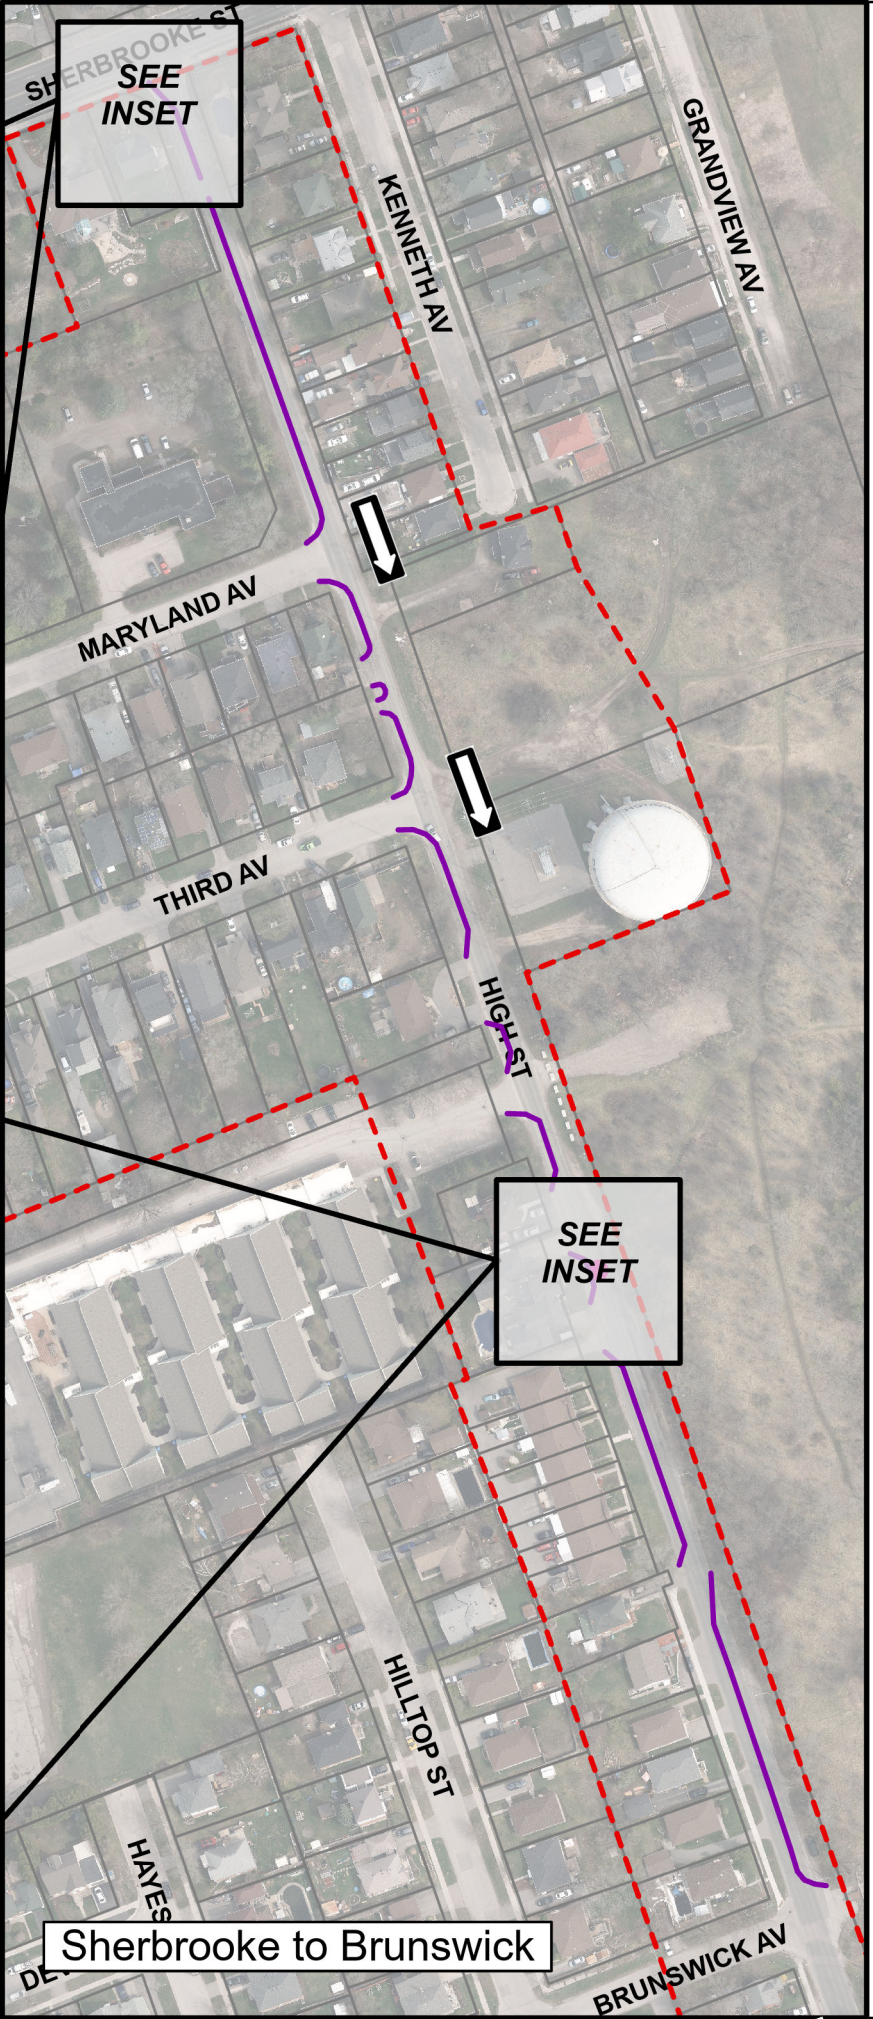 SHERBROOKE ST
SEE
INSET
KENNETH AV
GRANDVIEW AV
MARYLAND AV
THIRD AV
HIGH ST
SEE
INSET
HILLTOP ST
HAYES
Sherbrooke to Brunswick
BRUNSWICK AV